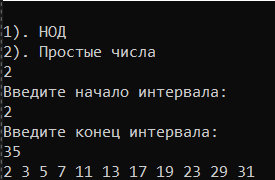 1). НОД
2). Простые числа
2
Введите начало интервала:
2
Введите конец интервала:
35
2 3 5 7 11 13 17 19 23 29 31